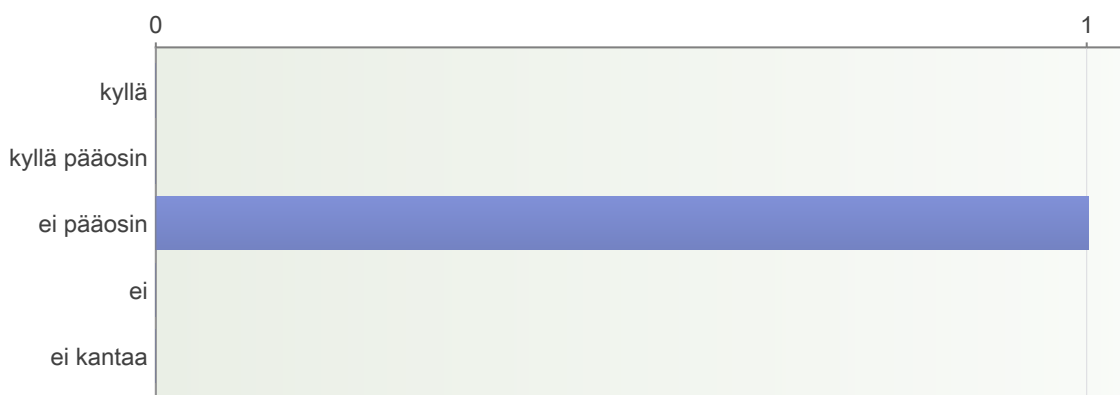 0 1
kyllä
kyllä pääosin
ei pääosin
ei
ei kantaa